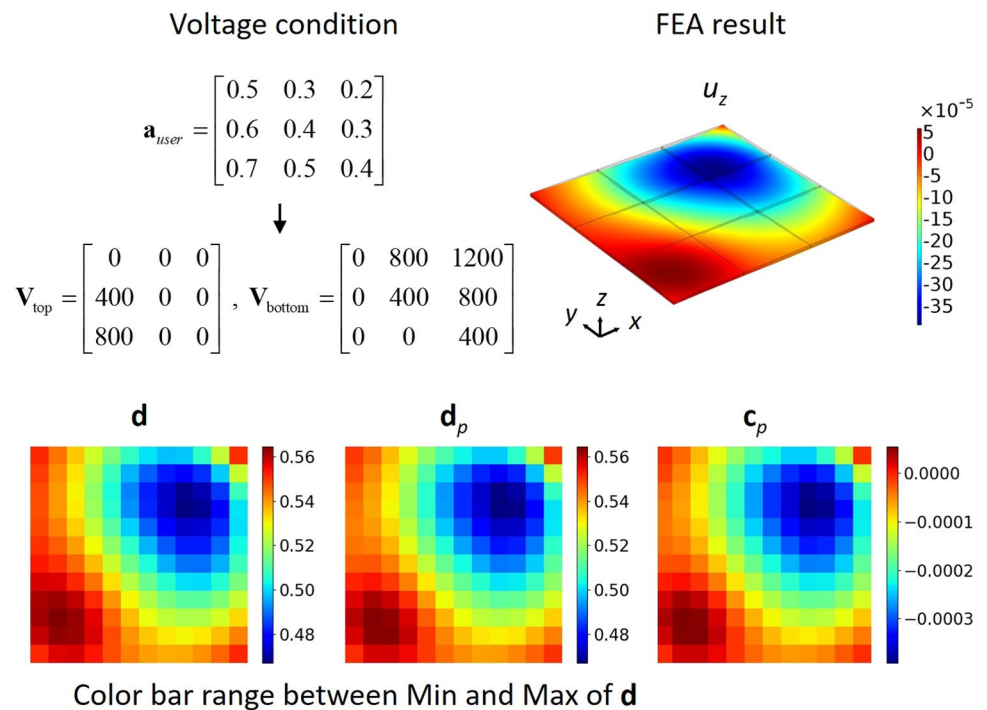 Voltage condition
FEA result
a_user = [0.5 0.3 0.2
0.6 0.4 0.3
0.7 0.5 0.4]
u_z
×10⁻⁵
5
0
-5
-10
-15
-20
-25
-30
-35
z
y
x
V_top = [0 0 0
400 0 0
800 0 0] , V_bottom = [0 800 1200
0 400 800
0 0 400]
d
d_p
c_p
0.56
0.54
0.52
0.50
0.48
0.56
0.54
0.52
0.50
0.48
0.0000
−0.0001
−0.0002
−0.0003
Color bar range between Min and Max of d